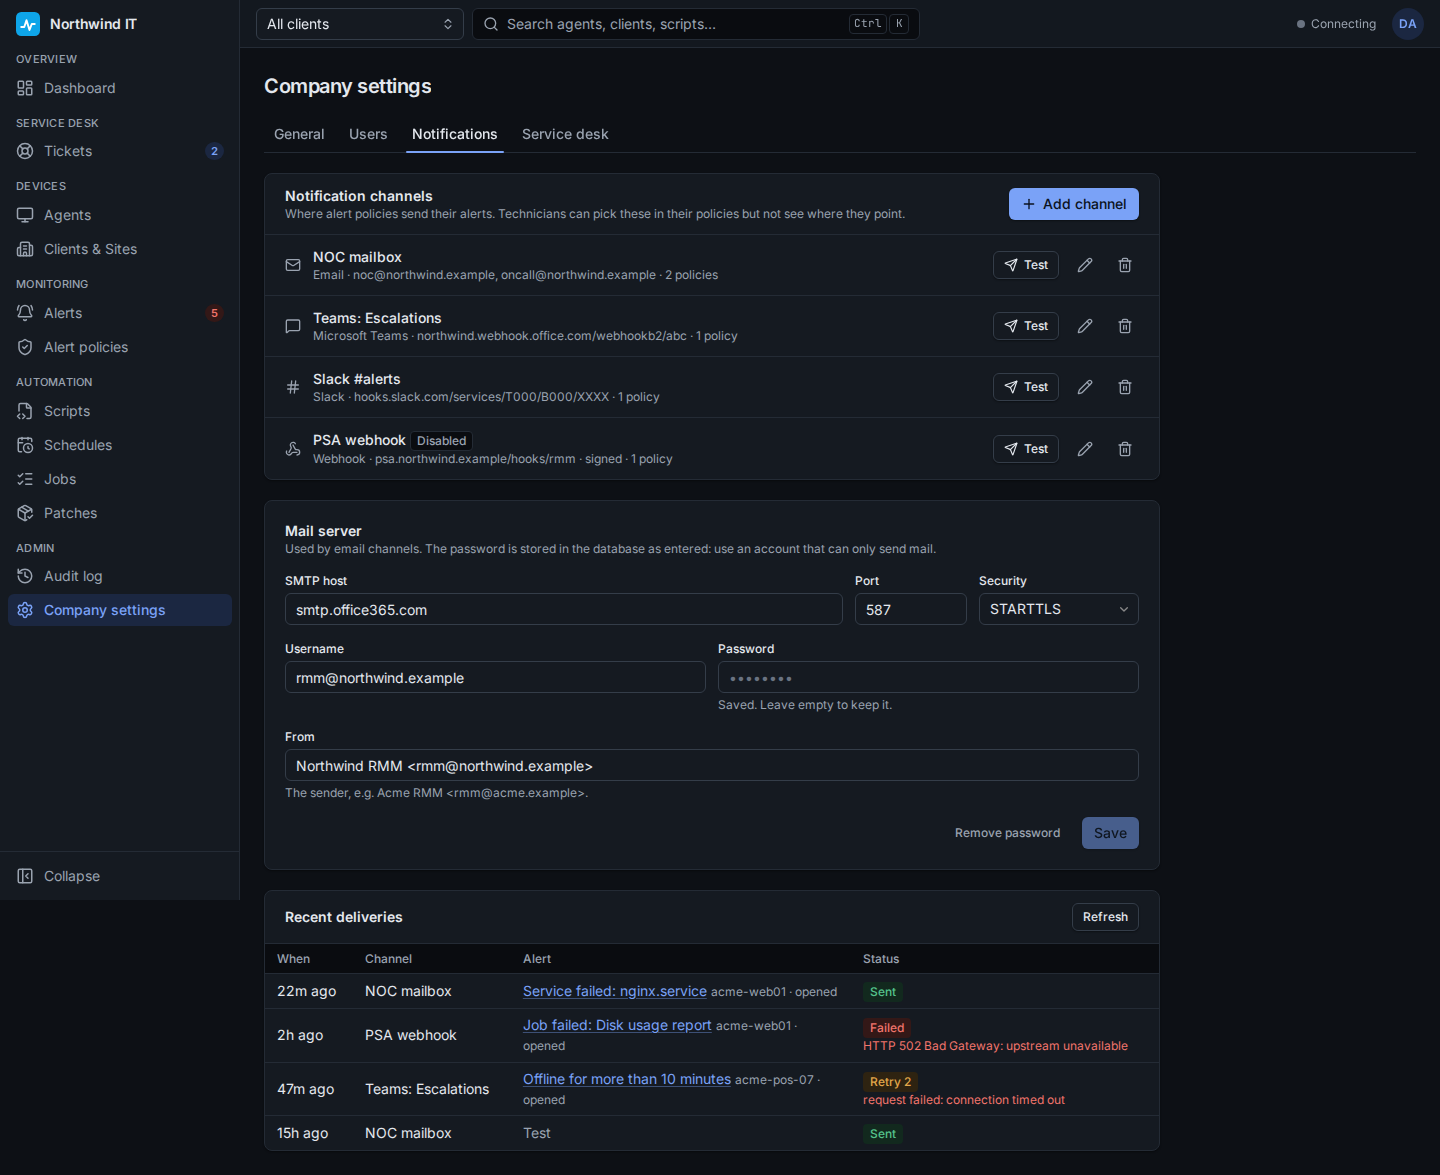 Northwind IT
All clients
Search agents, clients, scripts...
Ctrl K
Connecting
DA
OVERVIEW
Dashboard
SERVICE DESK
Tickets 2
DEVICES
Agents
Clients & Sites
MONITORING
Alerts 5
Alert policies
AUTOMATION
Scripts
Schedules
Jobs
Patches
ADMIN
Audit log
Company settings
Collapse
Company settings
General Users Notifications Service desk
Notification channels
Where alert policies send their alerts. Technicians can pick these in their policies but not see where they point.
Add channel
NOC mailbox
Email · noc@northwind.example, oncall@northwind.example · 2 policies
Test
Teams: Escalations
Microsoft Teams · northwind.webhook.office.com/webhookb2/abc · 1 policy
Test
Slack #alerts
Slack · hooks.slack.com/services/T000/B000/XXXX · 1 policy
Test
PSA webhook Disabled
Webhook · psa.northwind.example/hooks/rmm · signed · 1 policy
Test
Mail server
Used by email channels. The password is stored in the database as entered: use an account that can only send mail.
SMTP host Port Security
smtp.office365.com 587 STARTTLS
Username Password
rmm@northwind.example ••••••••
Saved. Leave empty to keep it.
From
Northwind RMM <rmm@northwind.example>
The sender, e.g. Acme RMM <rmm@acme.example>.
Remove password Save
Recent deliveries Refresh
When Channel Alert Status
22m ago NOC mailbox Service failed: nginx.service acme-web01 · opened Sent
2h ago PSA webhook Job failed: Disk usage report acme-web01 · opened Failed
HTTP 502 Bad Gateway: upstream unavailable
47m ago Teams: Escalations Offline for more than 10 minutes acme-pos-07 · opened Retry 2
request failed: connection timed out
15h ago NOC mailbox Test Sent